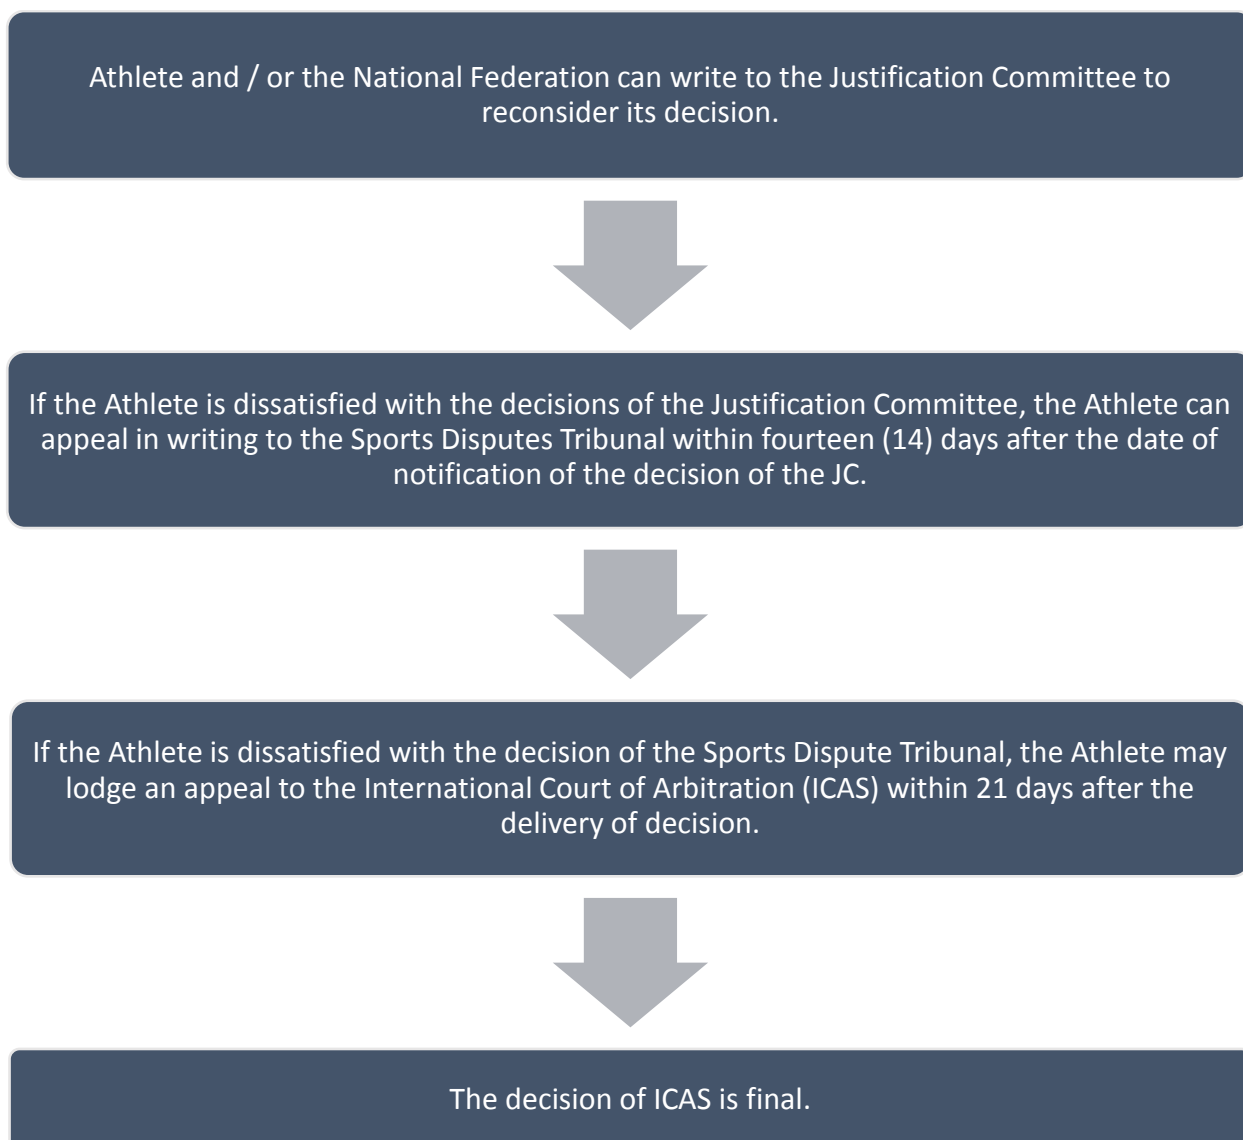 Athlete and / or the National Federation can write to the Justification Committee to
reconsider its decision.
If the Athlete is dissatisfied with the decisions of the Justification Committee, the Athlete can
appeal in writing to the Sports Disputes Tribunal within fourteen (14) days after the date of
notification of the decision of the JC.
If the Athlete is dissatisfied with the decision of the Sports Dispute Tribunal, the Athlete may
lodge an appeal to the International Court of Arbitration (ICAS) within 21 days after the
delivery of decision.
The decision of ICAS is final.